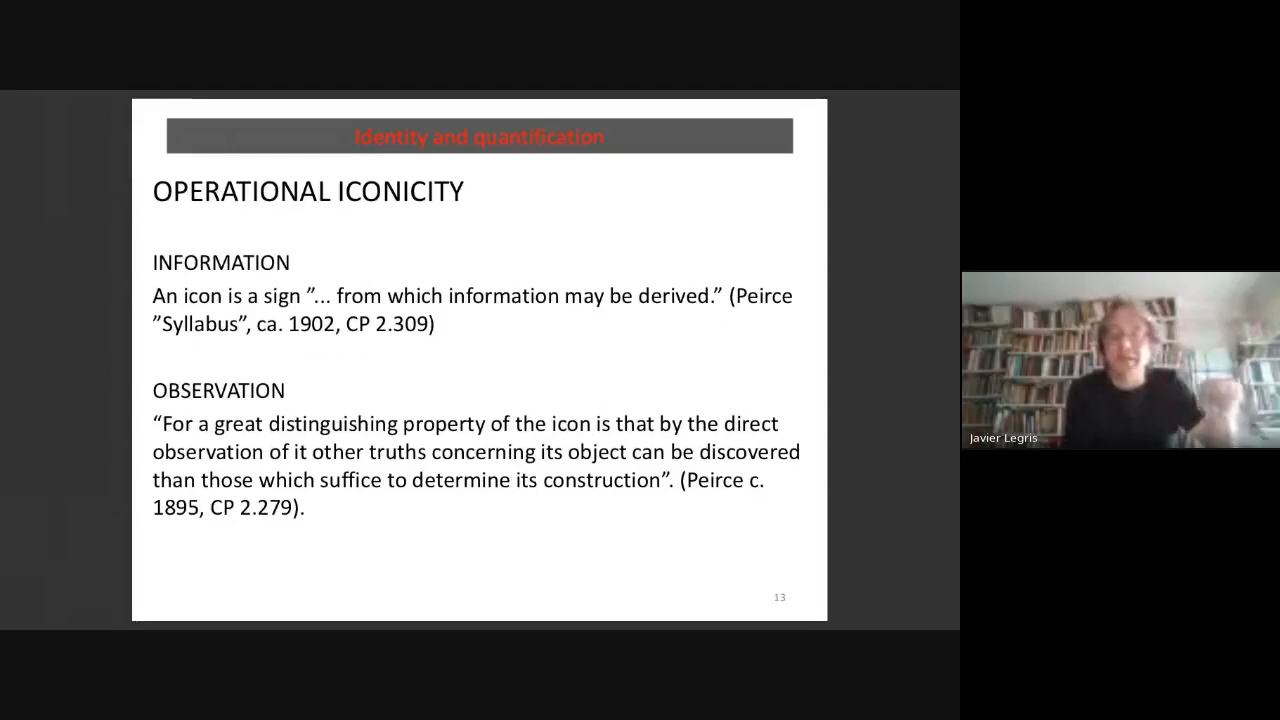 Identity and quantification
OPERATIONAL ICONICITY
INFORMATION
An icon is a sign ”... from which information may be derived.” (Peirce
”Syllabus”, ca. 1902, CP 2.309)
OBSERVATION
“For a great distinguishing property of the icon is that by the direct
observation of it other truths concerning its object can be discovered
than those which suffice to determine its construction”. (Peirce c.
1895, CP 2.279).
13
Javier Legris